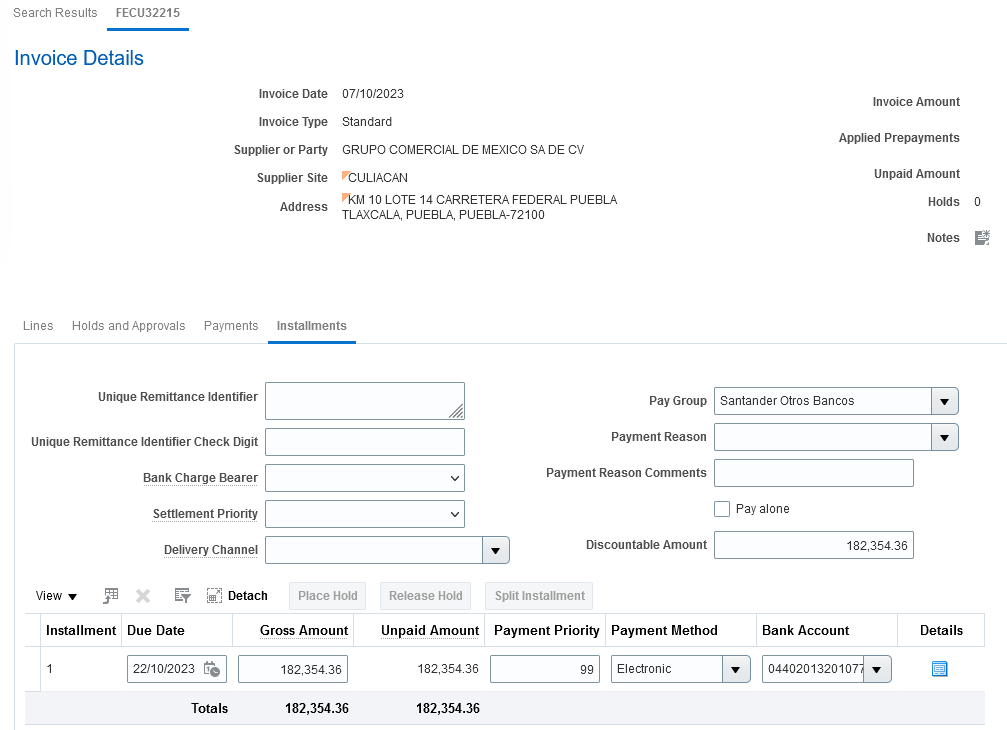 Search Results FECU32215
Invoice Details
Invoice Date 07/10/2023
Invoice Amount
Invoice Type Standard
Applied Prepayments
Supplier or Party GRUPO COMERCIAL DE MEXICO SA DE CV
Unpaid Amount
Supplier Site CULIACAN
Holds 0
Address KM 10 LOTE 14 CARRETERA FEDERAL PUEBLA
TLAXCALA, PUEBLA, PUEBLA-72100
Notes
Lines Holds and Approvals Payments Installments
Unique Remittance Identifier
Pay Group Santander Otros Bancos
Unique Remittance Identifier Check Digit
Payment Reason
Bank Charge Bearer
Payment Reason Comments
Settlement Priority
Pay alone
Delivery Channel
Discountable Amount 182,354.36
View Detach Place Hold Release Hold Split Installment
Installment Due Date Gross Amount Unpaid Amount Payment Priority Payment Method Bank Account Details
1 22/10/2023 182,354.36 182,354.36 99 Electronic 04402013201077
Totals 182,354.36 182,354.36